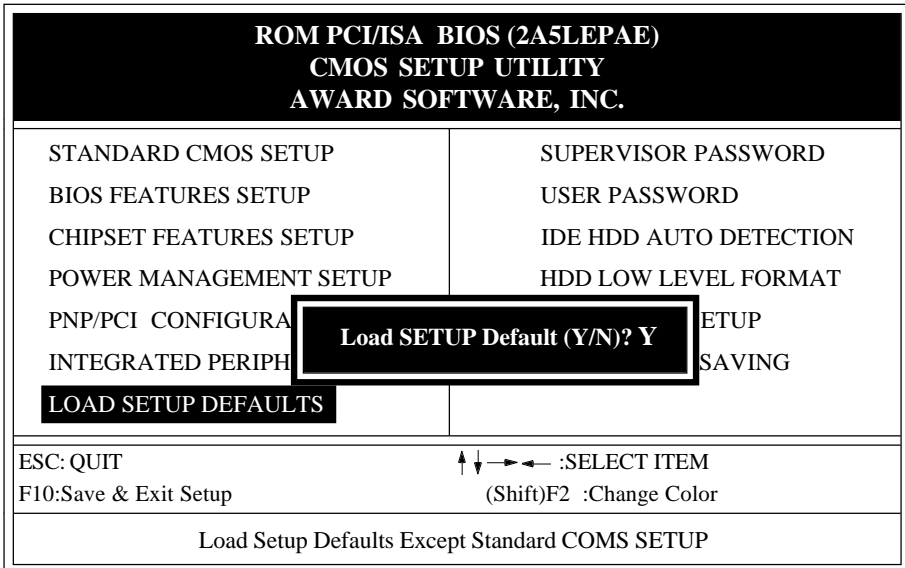 ROM PCI/ISA BIOS (2A5LEPAE)
CMOS SETUP UTILITY
AWARD SOFTWARE, INC.
STANDARD CMOS SETUP
BIOS FEATURES SETUP
CHIPSET FEATURES SETUP
POWER MANAGEMENT SETUP
PNP/PCI CONFIGURA
INTEGRATED PERIPH
LOAD SETUP DEFAULTS
SUPERVISOR PASSWORD
USER PASSWORD
IDE HDD AUTO DETECTION
HDD LOW LEVEL FORMAT
ETUP
SAVING
Load SETUP Default (Y/N)? Y
ESC: QUIT
↑↓→← :SELECT ITEM
F10:Save & Exit Setup
(Shift)F2 :Change Color
Load Setup Defaults Except Standard COMS SETUP